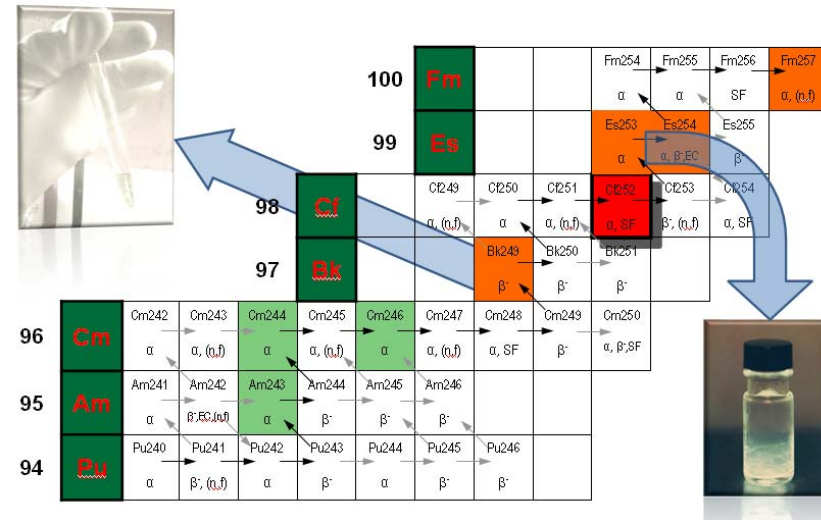 100 Fm Fm254 Fm255 Fm256 Fm257
α α SF α, (n,f)
99 Es Es253 Es254 Es255
α α, β⁻,EC β⁻
98 Cf Cf249 Cf250 Cf251 Cf252 Cf253 Cf254
α, (n,f) α α, (n,f) α, SF β⁻, (n,f) α, SF
97 Bk Bk249 Bk250 Bk251
β⁻ β⁻ β⁻
96 Cm Cm242 Cm243 Cm244 Cm245 Cm246 Cm247 Cm248 Cm249 Cm250
α α, (n,f) α α, (n,f) α α, (n,f) α, SF β⁻ α, β⁻,SF
95 Am Am241 Am242 Am243 Am244 Am245 Am246
α β⁻,EC,(n,f) α β⁻ β⁻ β⁻
94 Pu Pu240 Pu241 Pu242 Pu243 Pu244 Pu245 Pu246
α β⁻, (n,f) α β⁻ α β⁻ β⁻